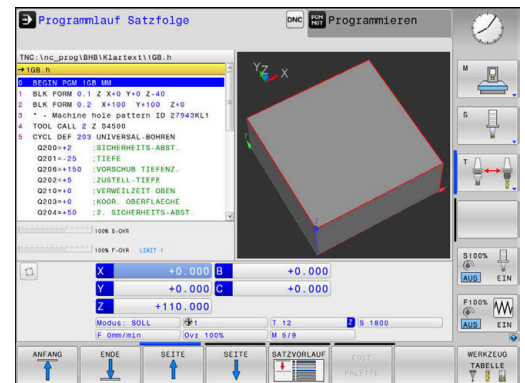 Programmlauf Satzfolge
DNC
PGM MGT
Programmieren
TNC:\nc_prog\BHB\Klartext\1GB.h
→1GB.h
0 BEGIN PGM 1GB MM
1 BLK FORM 0.1 Z X+0 Y+0 Z-40
2 BLK FORM 0.2 X+100 Y+100 Z+0
3 * - Machine hole pattern ID 27943KL1
4 TOOL CALL 2 Z S4500
5 CYCL DEF 203 UNIVERSAL-BOHREN
Q200=+2 ;SICHERHEITS-ABST.
Q201=-25 ;TIEFE
Q206=+150 ;VORSCHUB TIEFENZ.
Q202=+5 ;ZUSTELL-TIEFE
Q210=+0 ;VERWEILZEIT OBEN
Q203=+0 ;KOOR. OBERFLAECHE
Q204=+50 ;2. SICHERHEITS-ABST.
Y Z X
Y
Z
100% S-OVR
100% F-OVR LIMIT 1
X +0.000 B +0.000
Y +0.000 C +0.000
Z +110.000
Modus: SOLL 1 T 12 Z S 1800
F 0mm/min Ovr 100% M 5/9
M
S
T
S100%
AUS EIN
F100%
AUS EIN
ANFANG
ENDE
SEITE
SEITE
SATZVORLAUF
EDIT PALETTE
WERKZEUG TABELLE